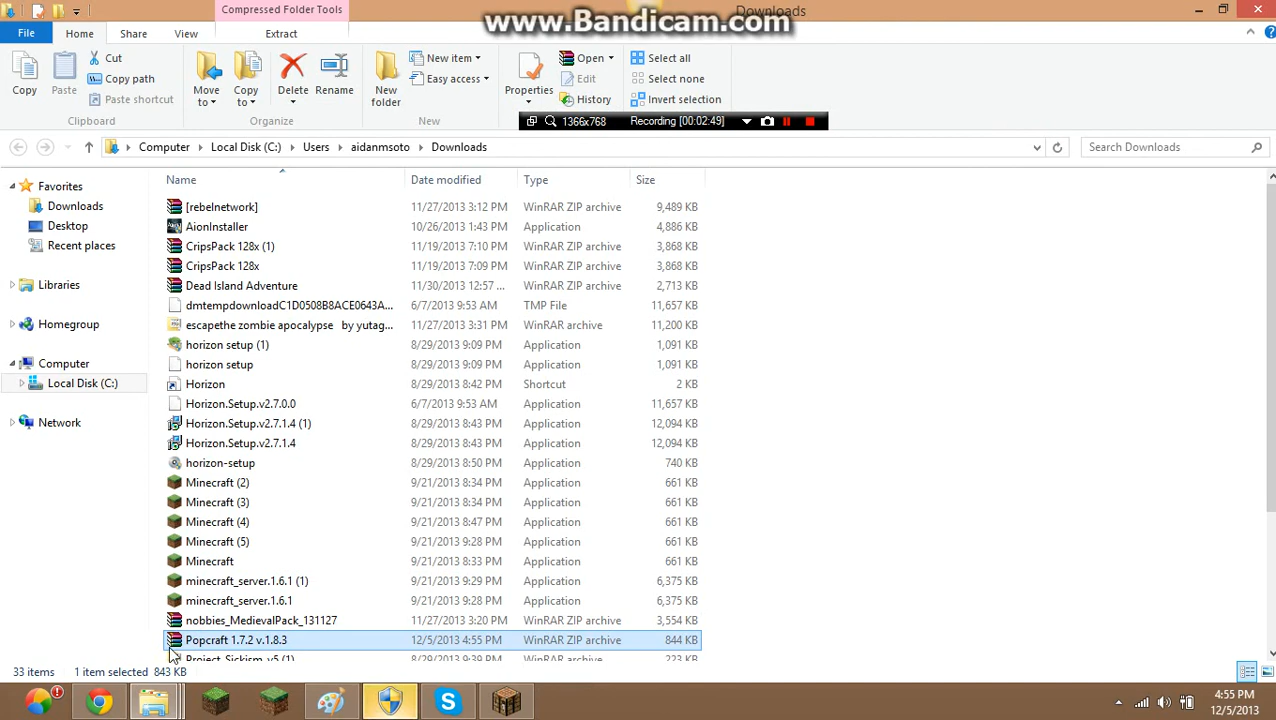 Compressed Folder Tools
www.Bandicam.com
Downloads
File Home Share View Extract
Copy
Paste
Cut
Copy path
Paste shortcut
Clipboard
Move to
Copy to
Delete
Rename
Organize
New folder
New item
Easy access
New
Properties
Open
Edit
History
Select all
Select none
Invert selection
1366x768 Recording [00:02:49]
Computer Local Disk (C:) Users aidanmsoto Downloads
Search Downloads
Favorites
Downloads
Desktop
Recent places
Libraries
Homegroup
Computer
Local Disk (C:)
Network
Name Date modified Type Size
[rebelnetwork] 11/27/2013 3:12 PM WinRAR ZIP archive 9,489 KB
AionInstaller 10/26/2013 1:43 PM Application 4,886 KB
CripsPack 128x (1) 11/19/2013 7:10 PM WinRAR ZIP archive 3,868 KB
CripsPack 128x 11/19/2013 7:09 PM WinRAR ZIP archive 3,868 KB
Dead Island Adventure 11/30/2013 12:57 ... WinRAR ZIP archive 2,713 KB
dmtempdownloadC1D0508B8ACE0643A... 6/7/2013 9:53 AM TMP File 11,657 KB
escapethe zombie apocalypse by yutag... 11/27/2013 3:31 PM WinRAR archive 11,200 KB
horizon setup (1) 8/29/2013 9:09 PM Application 1,091 KB
horizon setup 8/29/2013 9:09 PM Application 1,091 KB
Horizon 8/29/2013 8:42 PM Shortcut 2 KB
Horizon.Setup.v2.7.0.0 6/7/2013 9:53 AM Application 11,657 KB
Horizon.Setup.v2.7.1.4 (1) 8/29/2013 8:43 PM Application 12,094 KB
Horizon.Setup.v2.7.1.4 8/29/2013 8:43 PM Application 12,094 KB
horizon-setup 8/29/2013 8:50 PM Application 740 KB
Minecraft (2) 9/21/2013 8:34 PM Application 661 KB
Minecraft (3) 9/21/2013 8:34 PM Application 661 KB
Minecraft (4) 9/21/2013 8:47 PM Application 661 KB
Minecraft (5) 9/21/2013 9:28 PM Application 661 KB
Minecraft 9/21/2013 8:33 PM Application 661 KB
minecraft_server.1.6.1 (1) 9/21/2013 9:29 PM Application 6,375 KB
minecraft_server.1.6.1 9/21/2013 9:29 PM Application 6,375 KB
nobbies_MedievalPack_131127 11/27/2013 3:20 PM WinRAR ZIP archive 3,554 KB
Popcraft 1.7.2 v.1.8.3 12/5/2013 4:55 PM WinRAR ZIP archive 844 KB
Project_Sickism_v5 (1) 8/29/2013 9:39 PM WinRAR ZIP archive 223 KB
33 items 1 item selected 843 KB
4:55 PM
12/5/2013